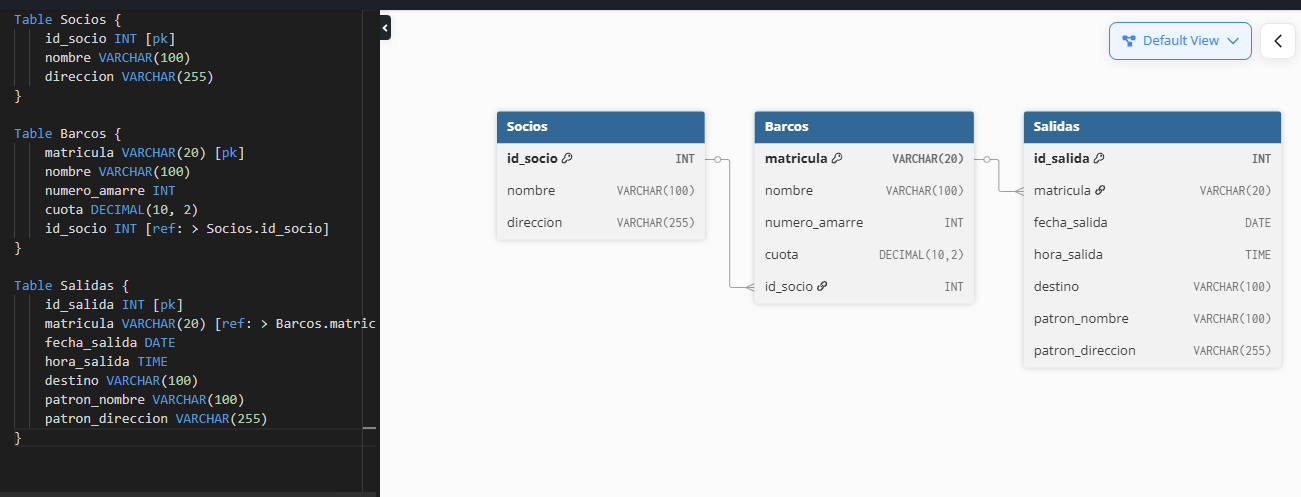 Table Socios {
id_socio INT [pk]
nombre VARCHAR(100)
direccion VARCHAR(255)
}
Table Barcos {
matricula VARCHAR(20) [pk]
nombre VARCHAR(100)
numero_amarre INT
cuota DECIMAL(10, 2)
id_socio INT [ref: > Socios.id_socio]
}
Table Salidas {
id_salida INT [pk]
matricula VARCHAR(20) [ref: > Barcos.matric
fecha_salida DATE
hora_salida TIME
destino VARCHAR(100)
patron_nombre VARCHAR(100)
patron_direccion VARCHAR(255)
}
Default View
Socios
id_socio INT
nombre VARCHAR(100)
direccion VARCHAR(255)
Barcos
matricula VARCHAR(20)
nombre VARCHAR(100)
numero_amarre INT
cuota DECIMAL(10,2)
id_socio INT
Salidas
id_salida INT
matricula VARCHAR(20)
fecha_salida DATE
hora_salida TIME
destino VARCHAR(100)
patron_nombre VARCHAR(100)
patron_direccion VARCHAR(255)